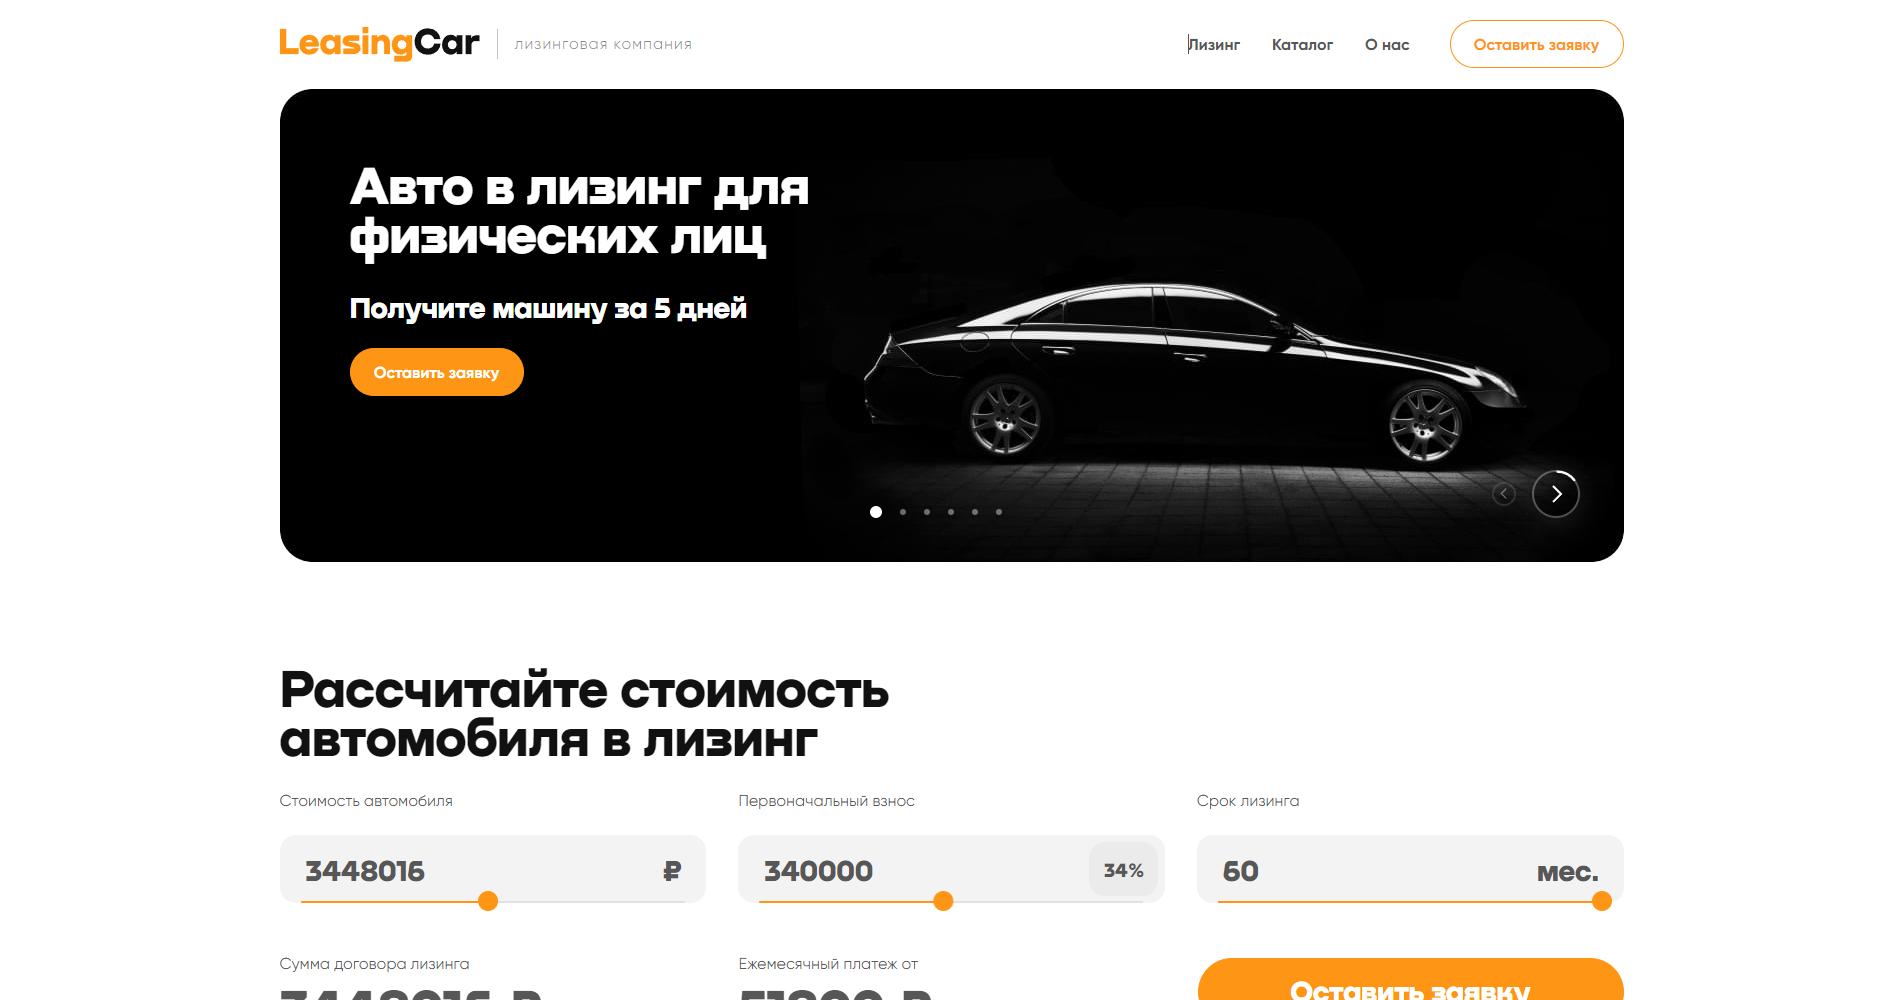 LeasingCar
лизинговая компания
Лизинг
Каталог
О нас
Оставить заявку
Авто в лизинг для
физических лиц
Получите машину за 5 дней
Оставить заявку
Рассчитайте стоимость
автомобиля в лизинг
Стоимость автомобиля
Первоначальный взнос
Срок лизинга
3448016 ₽
340000 34%
60 мес.
Сумма договора лизинга
Ежемесячный платеж от
3448016 ₽
Оставить заявку